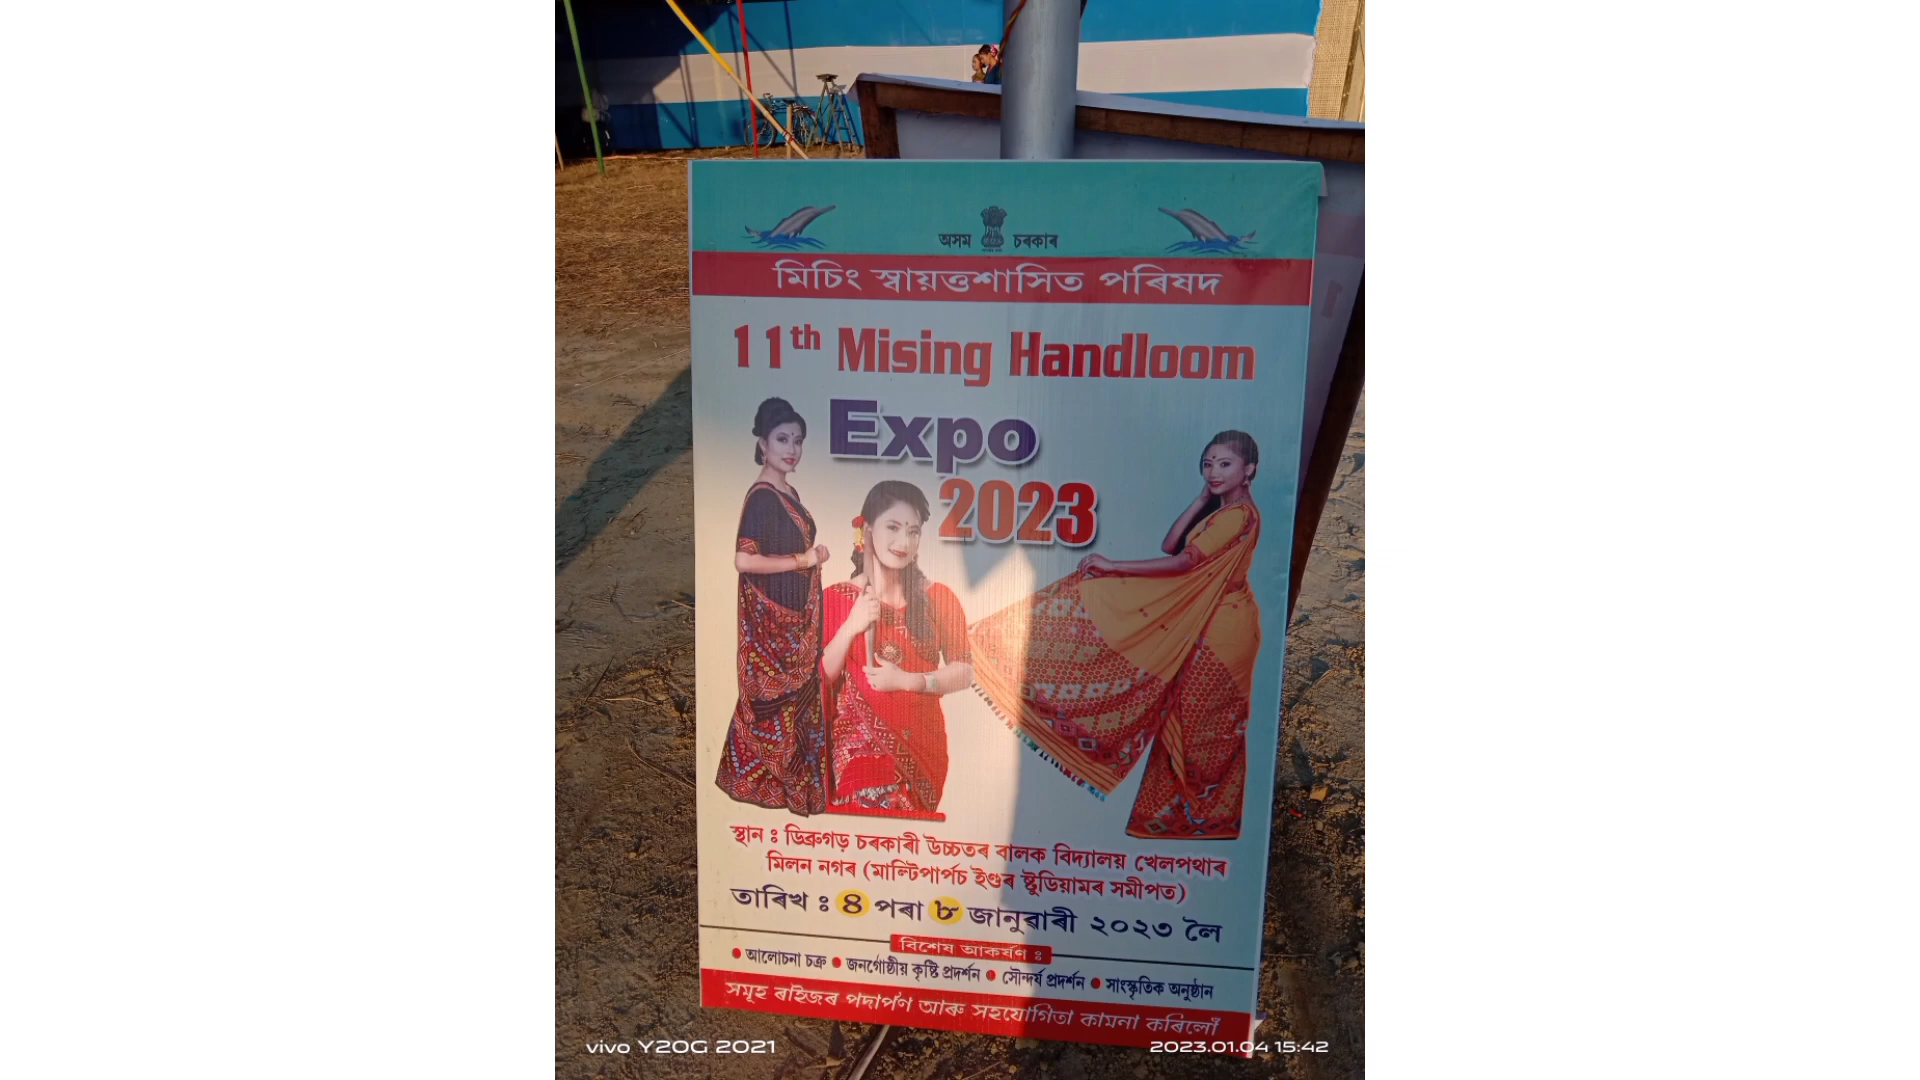 অসম চৰকাৰ
মিচিং স্বায়ত্তশাসিত পৰিষদ
11th Mising Handloom
Expo
2023
স্থান ঃ ডিব্ৰুগড় চৰকাৰী উচ্চতৰ বালক বিদ্যালয় খেলপথাৰ
মিলন নগৰ (মাল্টিপাৰ্পচ ইণ্ডৰ ষ্টুডিয়ামৰ সমীপত)
তাৰিখ ঃ ৪ পৰা ৮ জানুৱাৰী ২০২৩ লৈ
বিশেষ আকৰ্ষণ ঃ
● আলোচনা চক্ৰ ● জনগোষ্ঠীয় কৃষ্টি প্ৰদৰ্শন ● সৌন্দৰ্য প্ৰদৰ্শন ● সাংস্কৃতিক অনুষ্ঠান
সমূহ ৰাইজৰ পদাৰ্পণ আৰু সহযোগিতা কামনা কৰিলোঁ
vivo Y20G 2021
2023.01.04 15:42